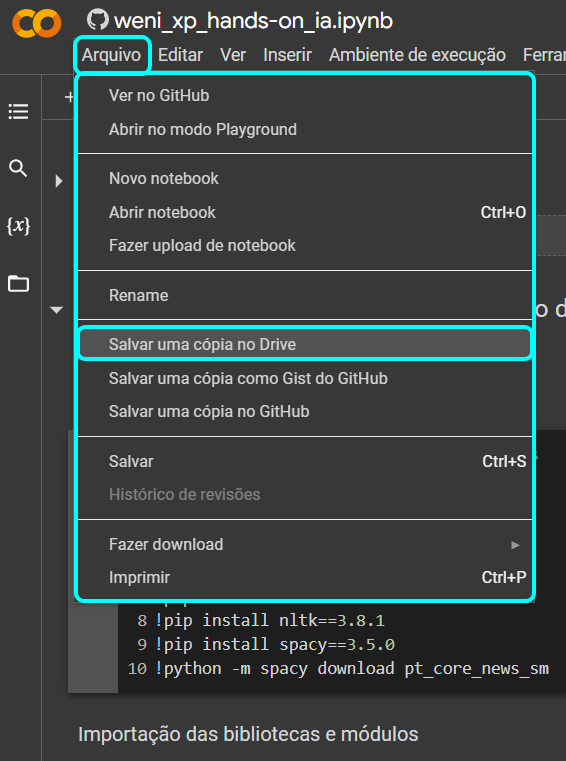 weni_xp_hands-on_ia.ipynb
Arquivo Editar Ver Inserir Ambiente de execução Ferrar
+
Ver no GitHub
Abrir no modo Playground
Novo notebook
Abrir notebook Ctrl+O
Fazer upload de notebook
{x}
Rename
o d
Salvar uma cópia no Drive
Salvar uma cópia como Gist do GitHub
Salvar uma cópia no GitHub
Salvar Ctrl+S
Histórico de revisões
Fazer download
Imprimir Ctrl+P
8 !pip install nltk==3.8.1
9 !pip install spacy==3.5.0
10 !python -m spacy download pt_core_news_sm
Importação das bibliotecas e módulos